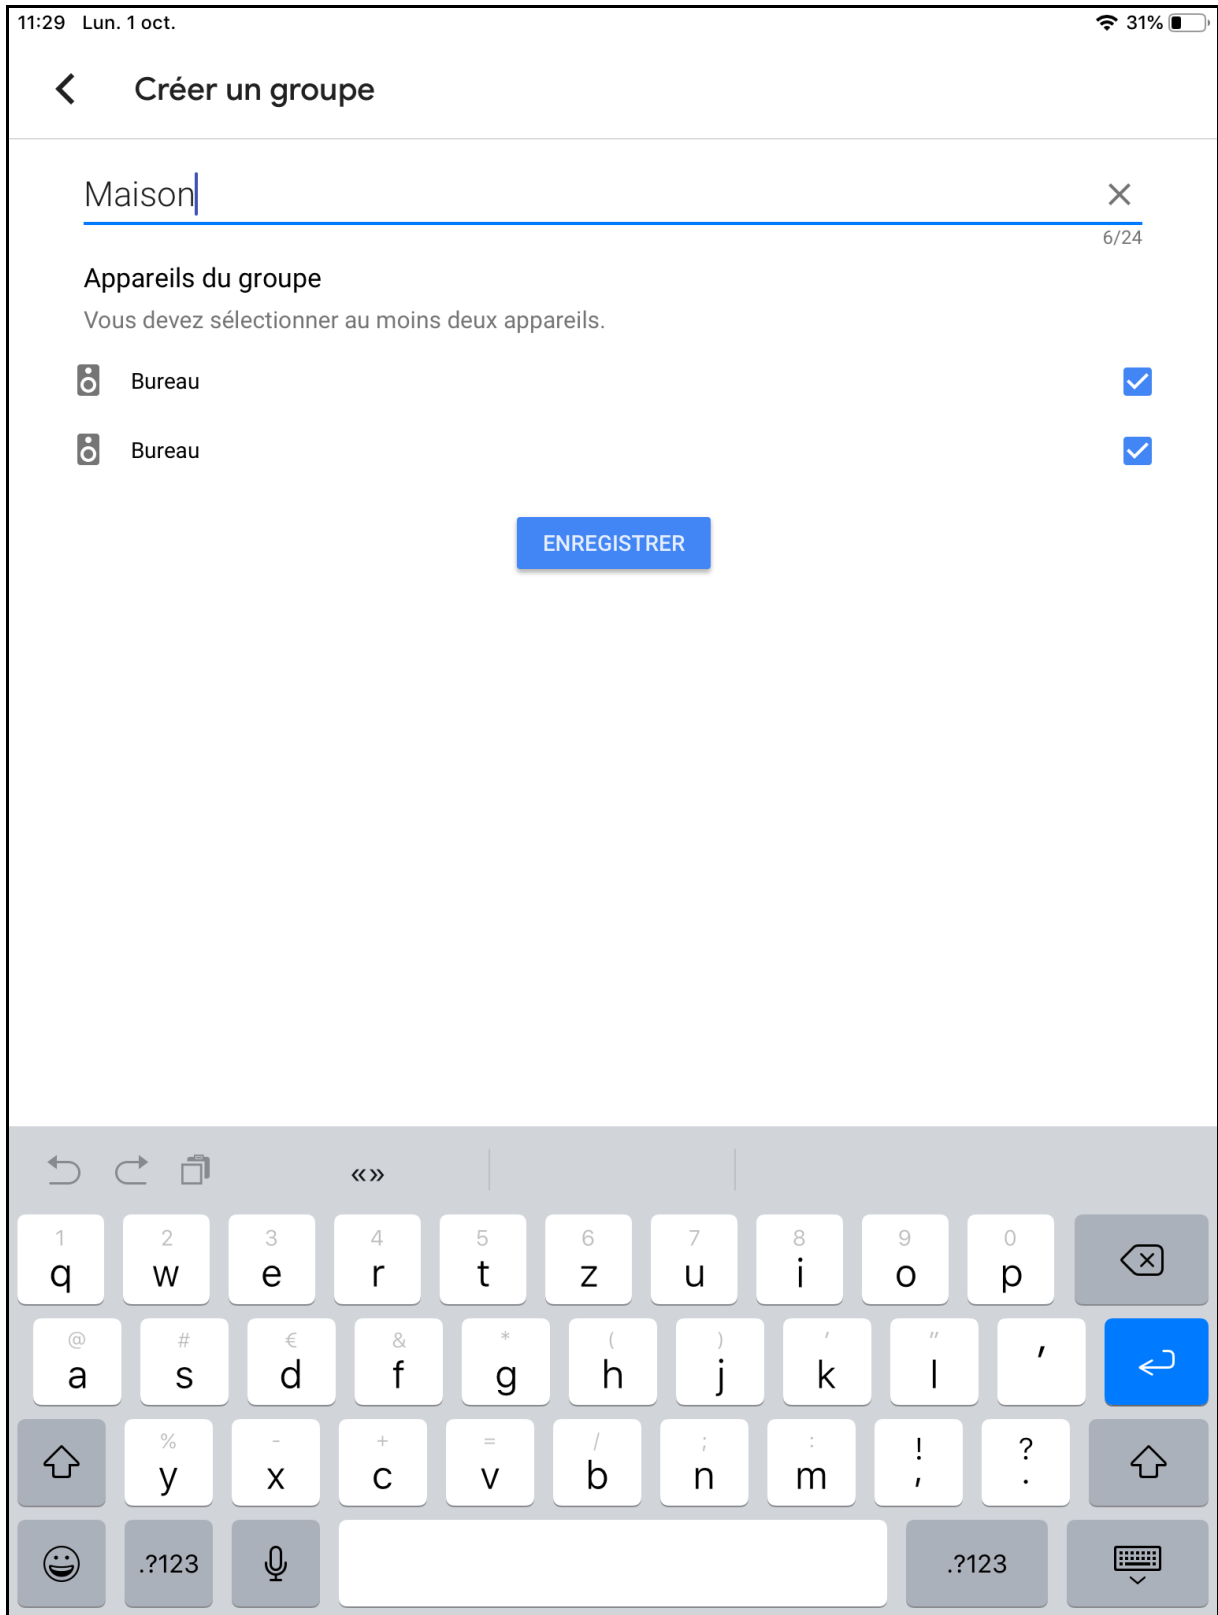 11:29 Lun. 1 oct. 31%
Créer un groupe
Maison
6/24
Appareils du groupe
Vous devez sélectionner au moins deux appareils.
Bureau
Bureau
ENREGISTRER
«»
1 2 3 4 5 6 7 8 9 0
q w e r t z u i o p
@ # € & * ( ) ' "
a s d f g h j k l '
% - + = / ; : ! ?
y x c v b n m , .
.?123 .?123